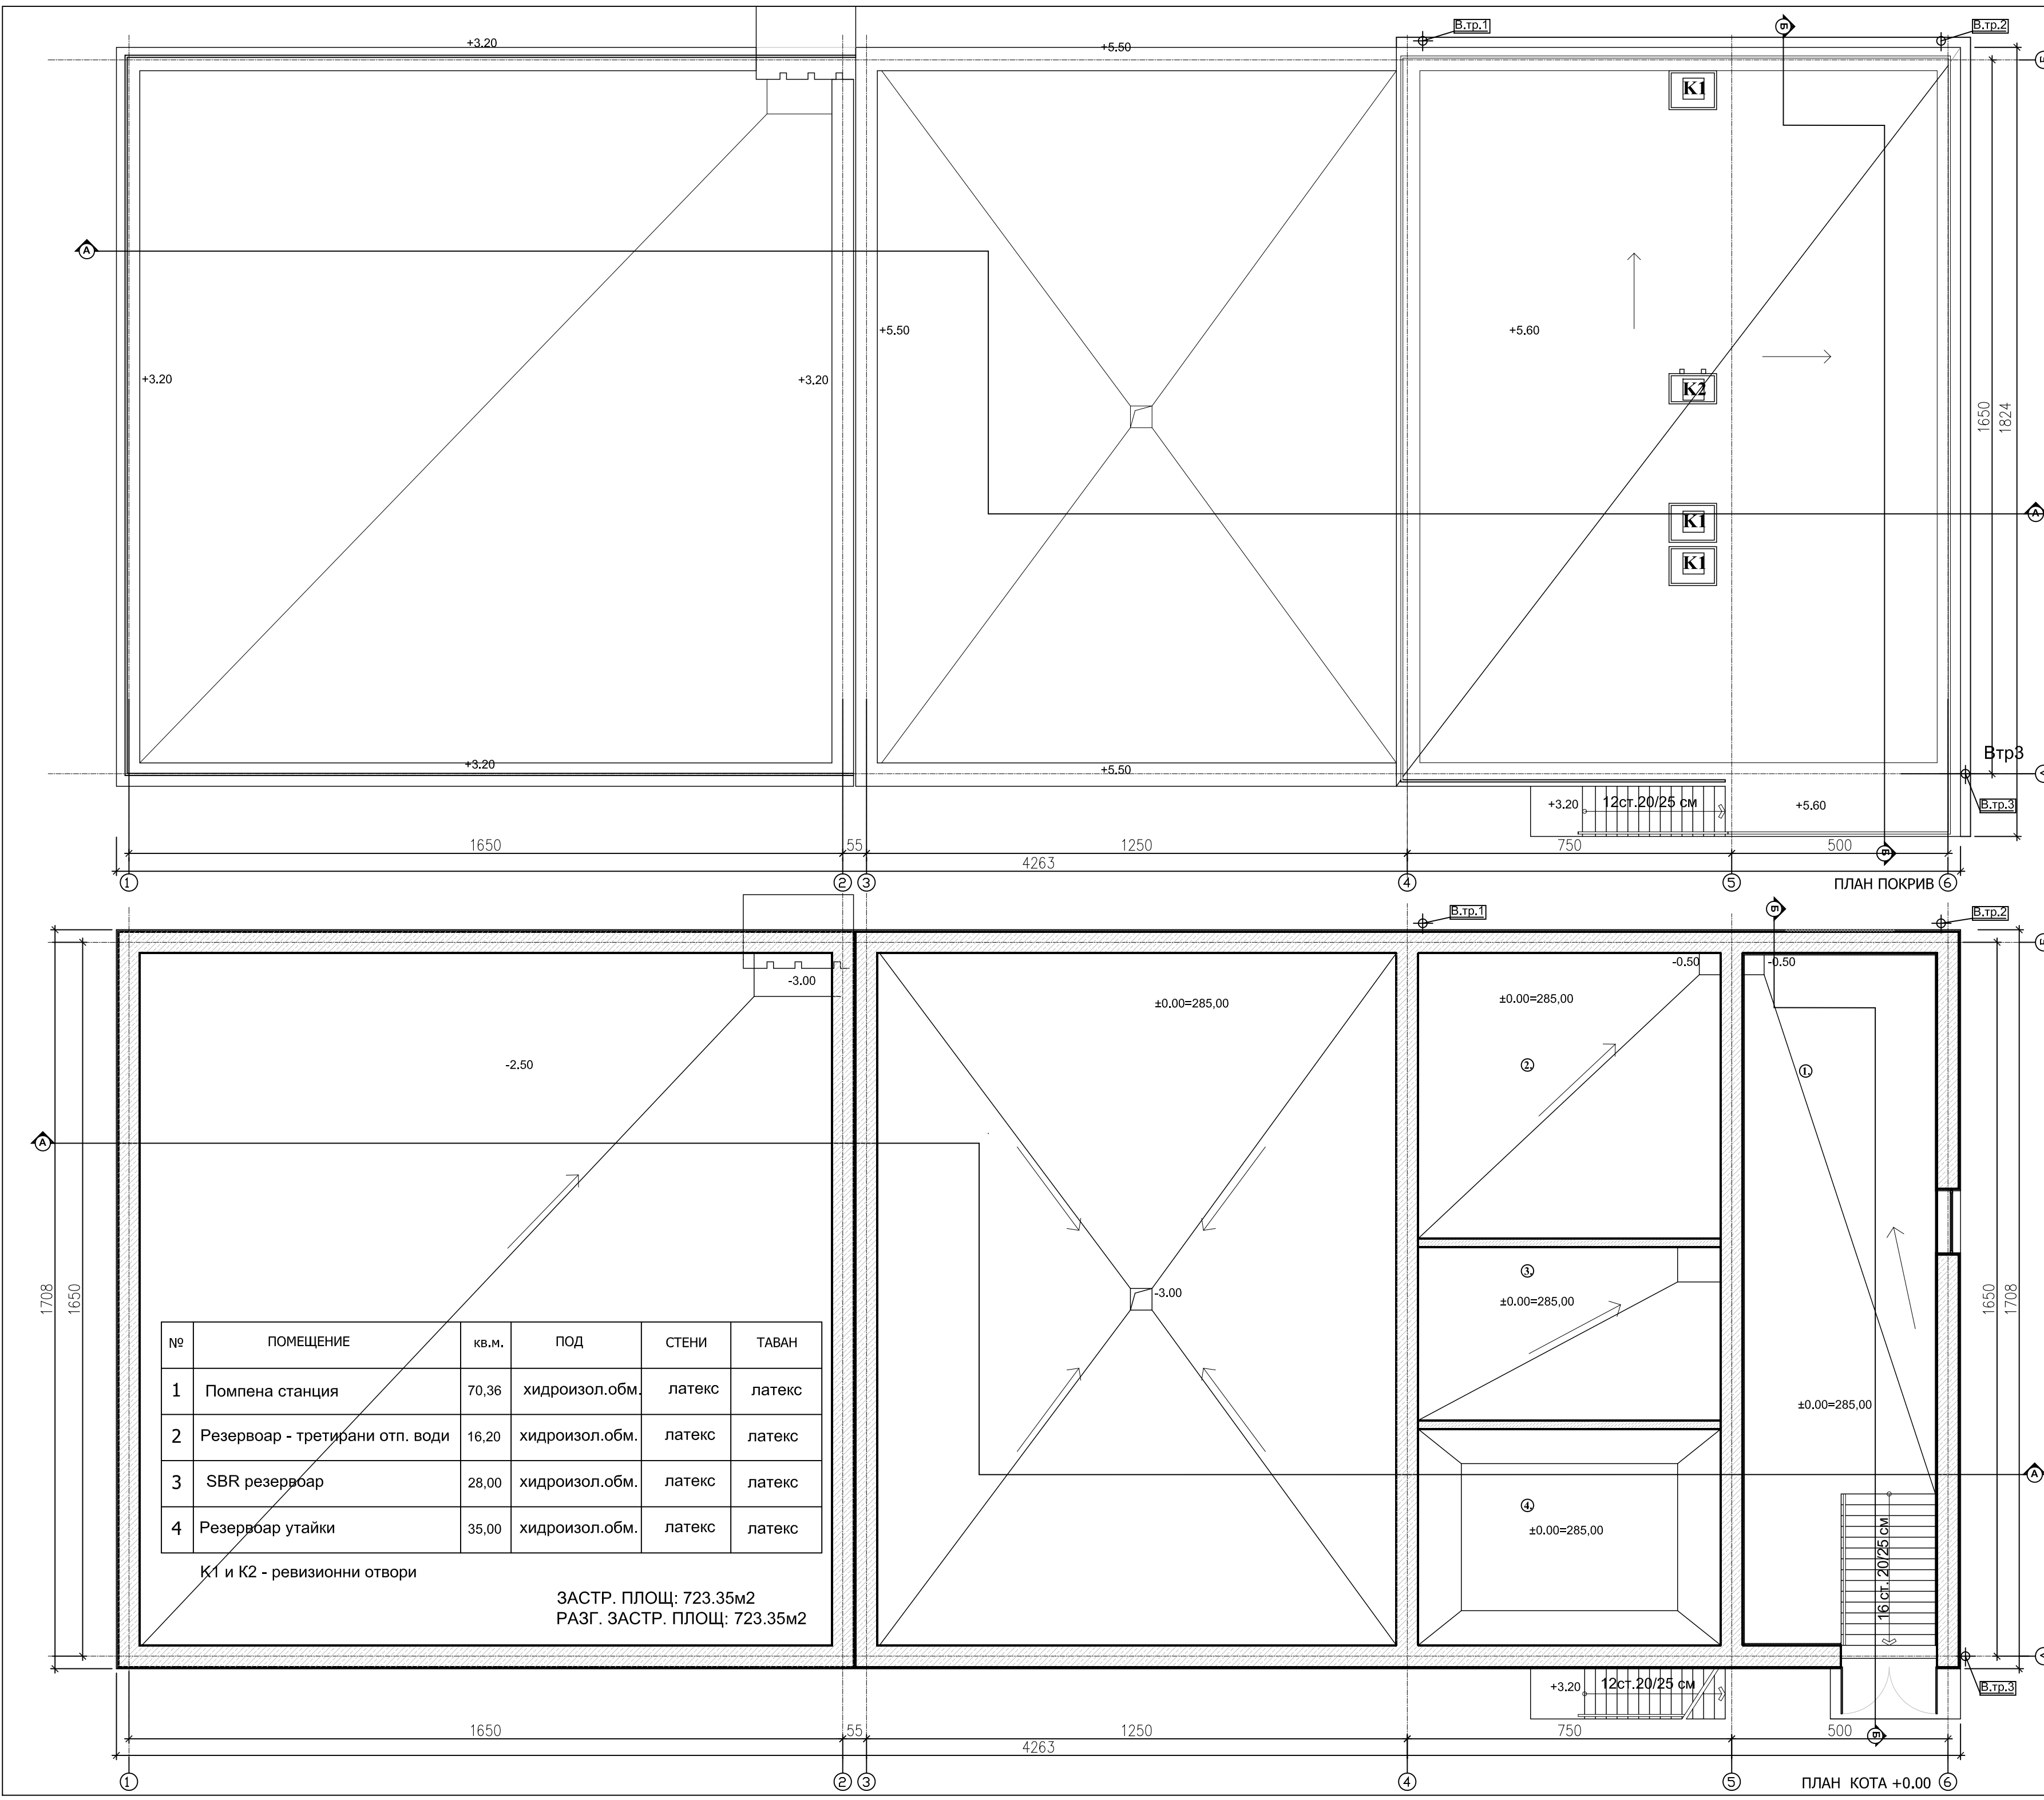 +3.20
+5.50
В.тр.1
Б
В.тр.2
К1
А
+5.50
+5.60
+3.20
+3.20
К2
1650
1824
К1
А
К1
Втр3
+3.20
+5.50
+3.20
12ст.20/25 см
+5.60
В.тр.3
1650
55
1250
750
500
Б
4263
1
2
3
4
5
6
ПЛАН ПОКРИВ
В.тр.1
Б
В.тр.2
-3.00
-0.50
-0.50
±0.00=285,00
±0.00=285,00
-2.50
2.
1.
А
1708
1650
3.
±0.00=285,00
-3.00
1650
1708
№ ПОМЕЩЕНИЕ кв.м. ПОД СТЕНИ ТАВАН
1 Помпена станция 70,36 хидроизол.обм. латекс латекс
2 Резервоар - третирани отп. води 16,20 хидроизол.обм. латекс латекс
3 SBR резервоар 28,00 хидроизол.обм. латекс латекс
4 Резервоар утайки 35,00 хидроизол.обм. латекс латекс
±0.00=285,00
А
4.
±0.00=285,00
16 ст. 20/25 см
К1 и К2 - ревизионни отвори
ЗАСТР. ПЛОЩ: 723.35м2
РАЗГ. ЗАСТР. ПЛОЩ: 723.35м2
+3.20
12ст.20/25 см
В.тр.3
1650
55
1250
750
500
Б
4263
1
2
3
4
5
6
ПЛАН КОТА +0.00